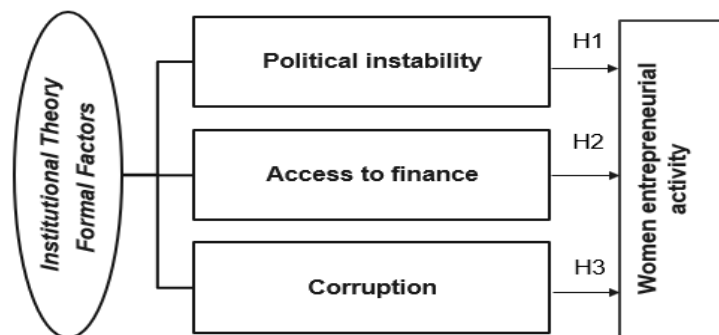 Institutional Theory
Formal Factors
Political instability
H1
Access to finance
H2
Corruption
H3
Women entrepreneurial
activity